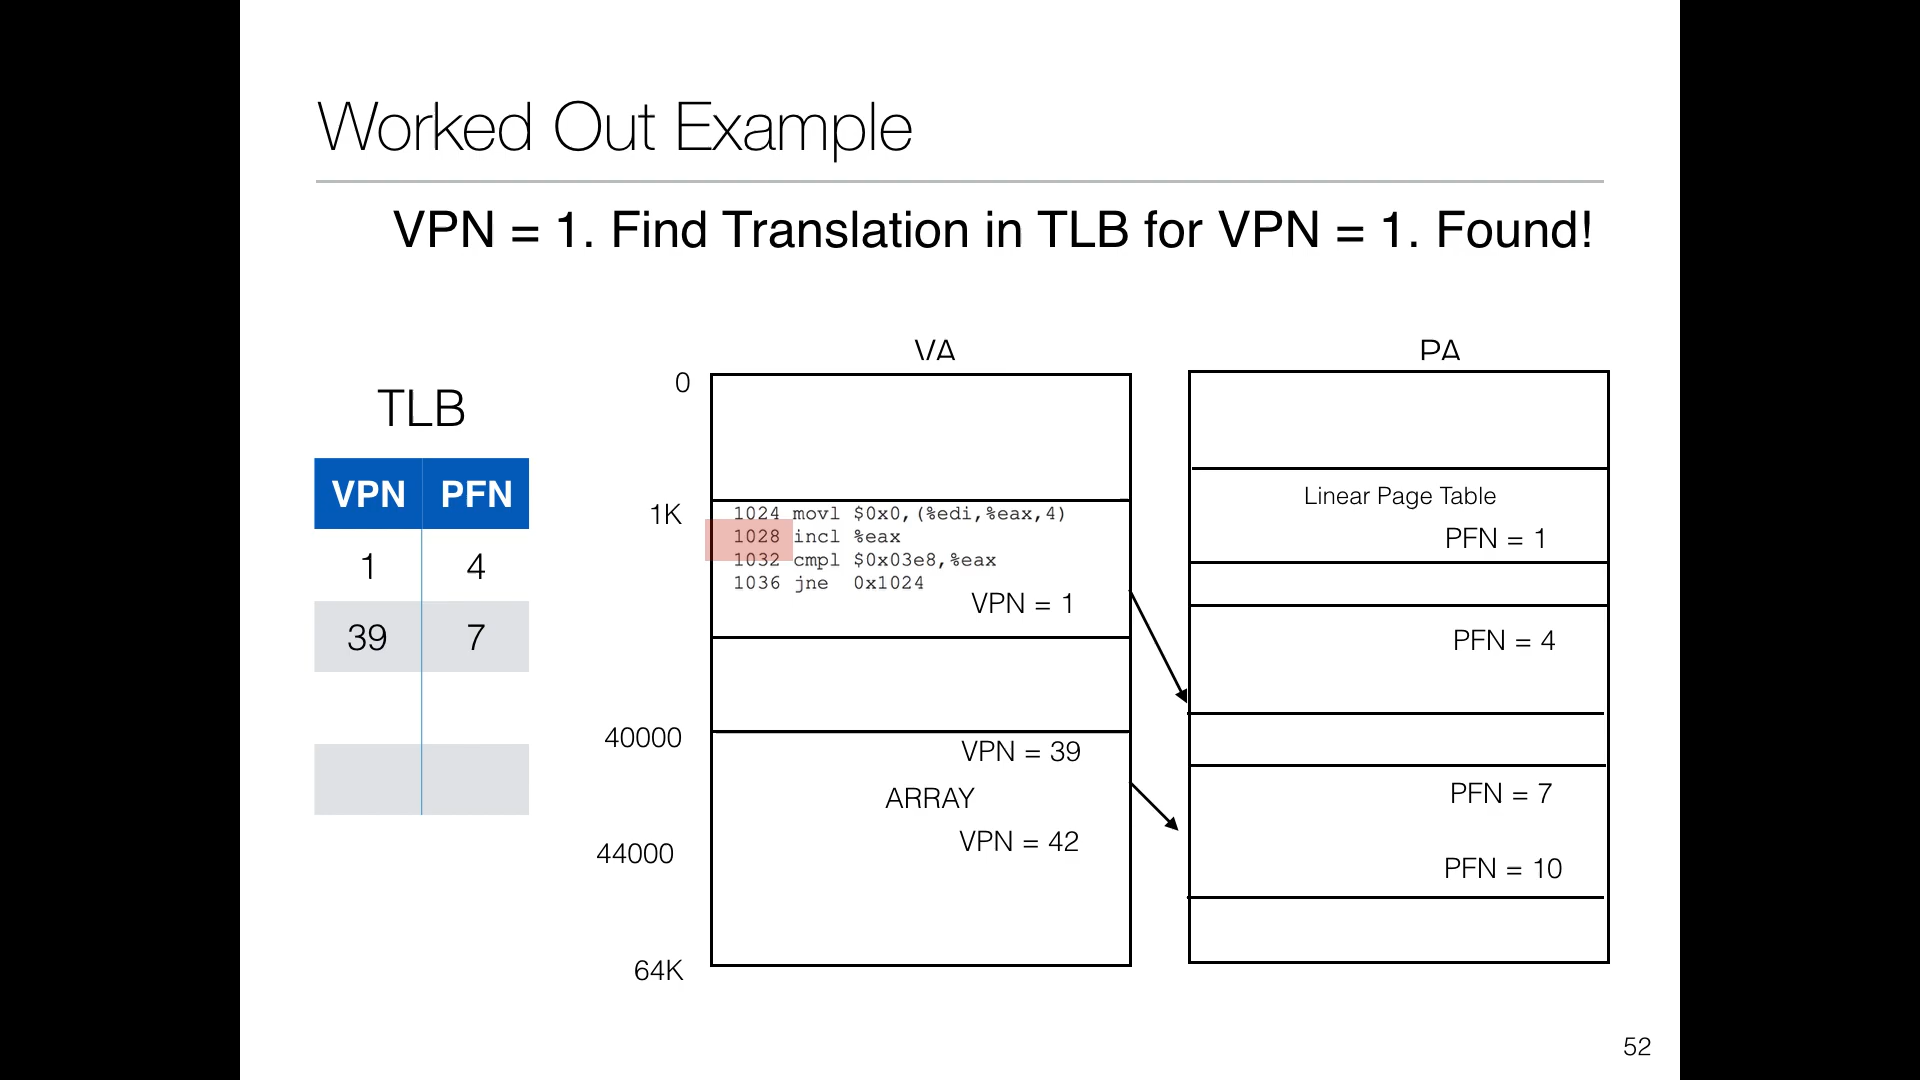 Worked Out Example
VPN = 1. Find Translation in TLB for VPN = 1. Found!
TLB
VPN PFN
1 4
39 7
VA
0
1K
1024 movl $0x0,(%edi,%eax,4)
1028 incl %eax
1032 cmpl $0x03e8,%eax
1036 jne 0x1024
VPN = 1
40000
VPN = 39
ARRAY
VPN = 42
44000
64K
PA
Linear Page Table
PFN = 1
PFN = 4
PFN = 7
PFN = 10
52